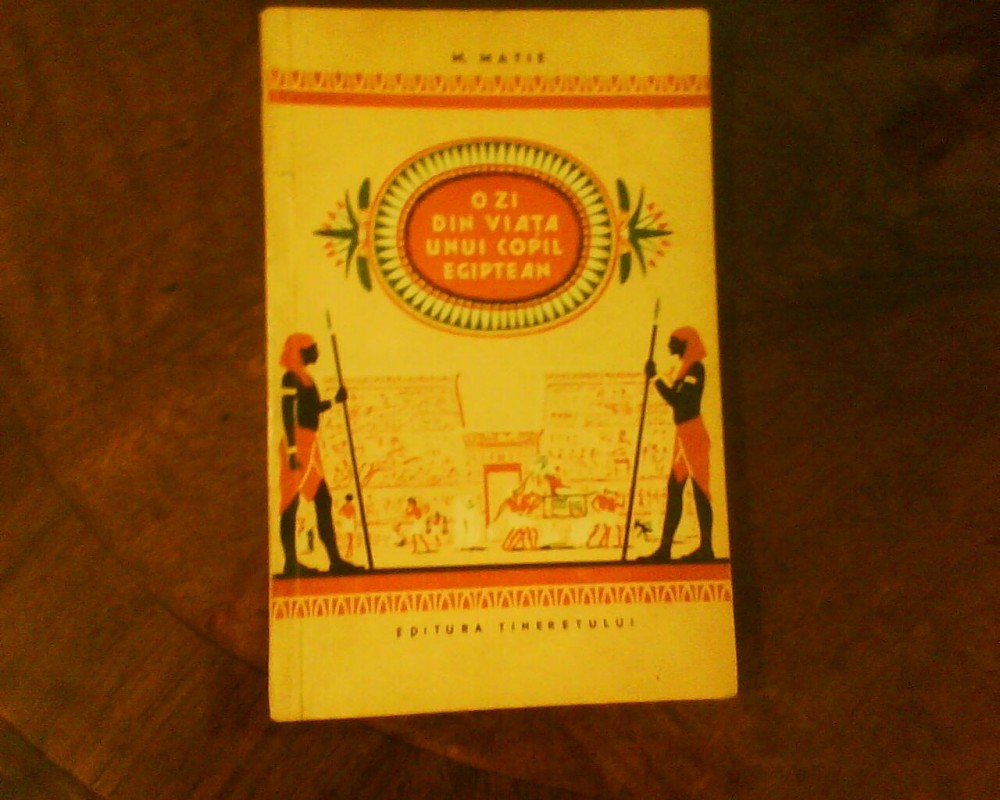 M. MATIE
O ZI
DIN VIAȚA
UNUI COPIL
EGIPTEAN
EDITURA TINERETULUI